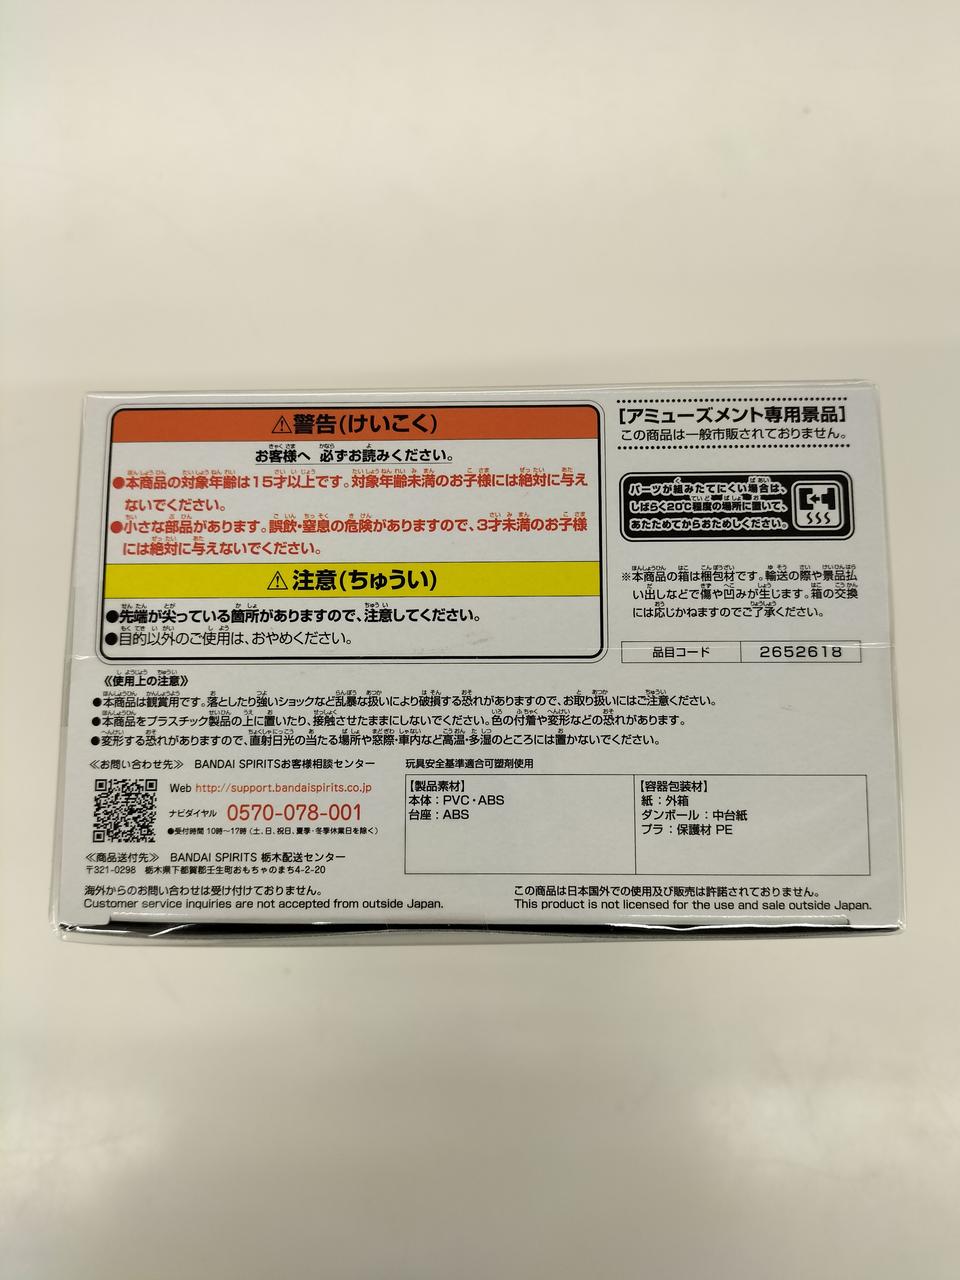 ⚠警告(けいこく)
お客様へ 必ずお読みください。
●本商品の対象年齢は15才以上です。対象年齢未満のお子様には絶対に与え
ないでください。
●小さな部品があります。誤飲・窒息の危険がありますので、3才未満のお子様
には絶対に与えないでください。
⚠注意(ちゅうい)
●先端が尖っている箇所がありますので、注意してください。
●目的以外のご使用は、おやめください。
[アミューズメント専用景品]
この商品は一般市販されておりません。
パーツが組みたてにくい場合は、
しばらく20℃程度の場所に置いて、
あたためてからおためしください。
※本商品の箱は梱包材です。輸送の際や景品払
い出しなどで傷や凹みが生じます。箱の交換
には応じかねますのでご了承ください。
品目コード 2652618
《使用上の注意》
●本商品は観賞用です。落としたり強いショックなど乱暴な扱いにより破損する恐れがありますので、お取り扱いにはご注意ください。
●本商品をプラスチック製品の上に置いたり、接触させたままにしないでください。色の付着や変形などの恐れがあります。
●変形する恐れがありますので、直射日光の当たる場所や窓際・車内など高温・多湿のところには置かないでください。
≪お問い合わせ先≫ BANDAI SPIRITSお客様相談センター
Web http://support.bandaispirits.co.jp
ナビダイヤル 0570-078-001
●受付時間 10時〜17時(土、日、祝日、夏季・冬季休業日を除く)
≪商品送付先≫ BANDAI SPIRITS 栃木配送センター
〒321-0298 栃木県下都賀郡壬生町おもちゃのまち4-2-20
玩具安全基準適合可塑剤使用
【製品素材】
本体：PVC・ABS
台座：ABS
【容器包装材】
紙：外箱
ダンボール：中台紙
プラ：保護材 PE
海外からのお問い合わせは受け付けておりません。
Customer service inquiries are not accepted from outside Japan.
この商品は日本国外での使用及び販売は許諾されておりません。
This product is not licensed for the use and sale outside Japan.